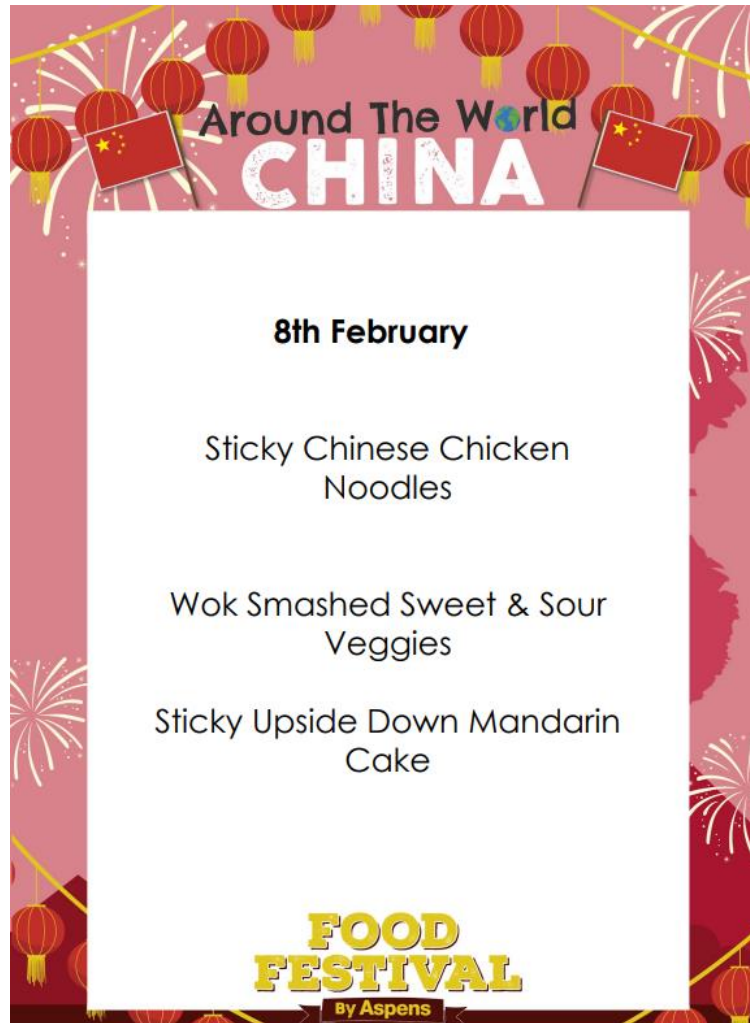 Around The World
CHINA
8th February
Sticky Chinese Chicken
Noodles
Wok Smashed Sweet & Sour
Veggies
Sticky Upside Down Mandarin
Cake
FOOD
FESTIVAL
By Aspens